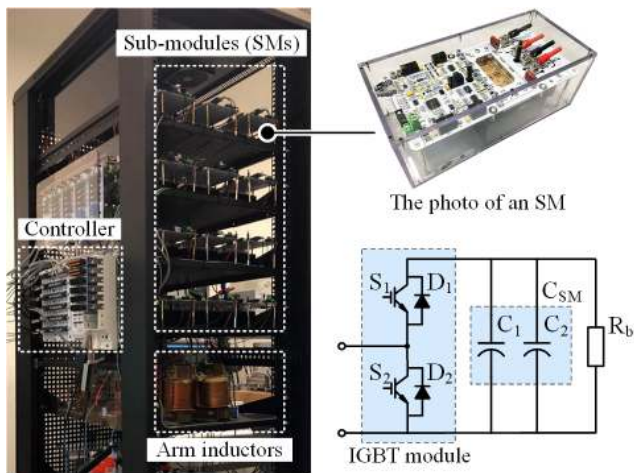 Sub-modules (SMs)
Controller
Arm inductors
The photo of an SM
S1
D1
CSM
C1
C2
Rb
S2
D2
IGBT module